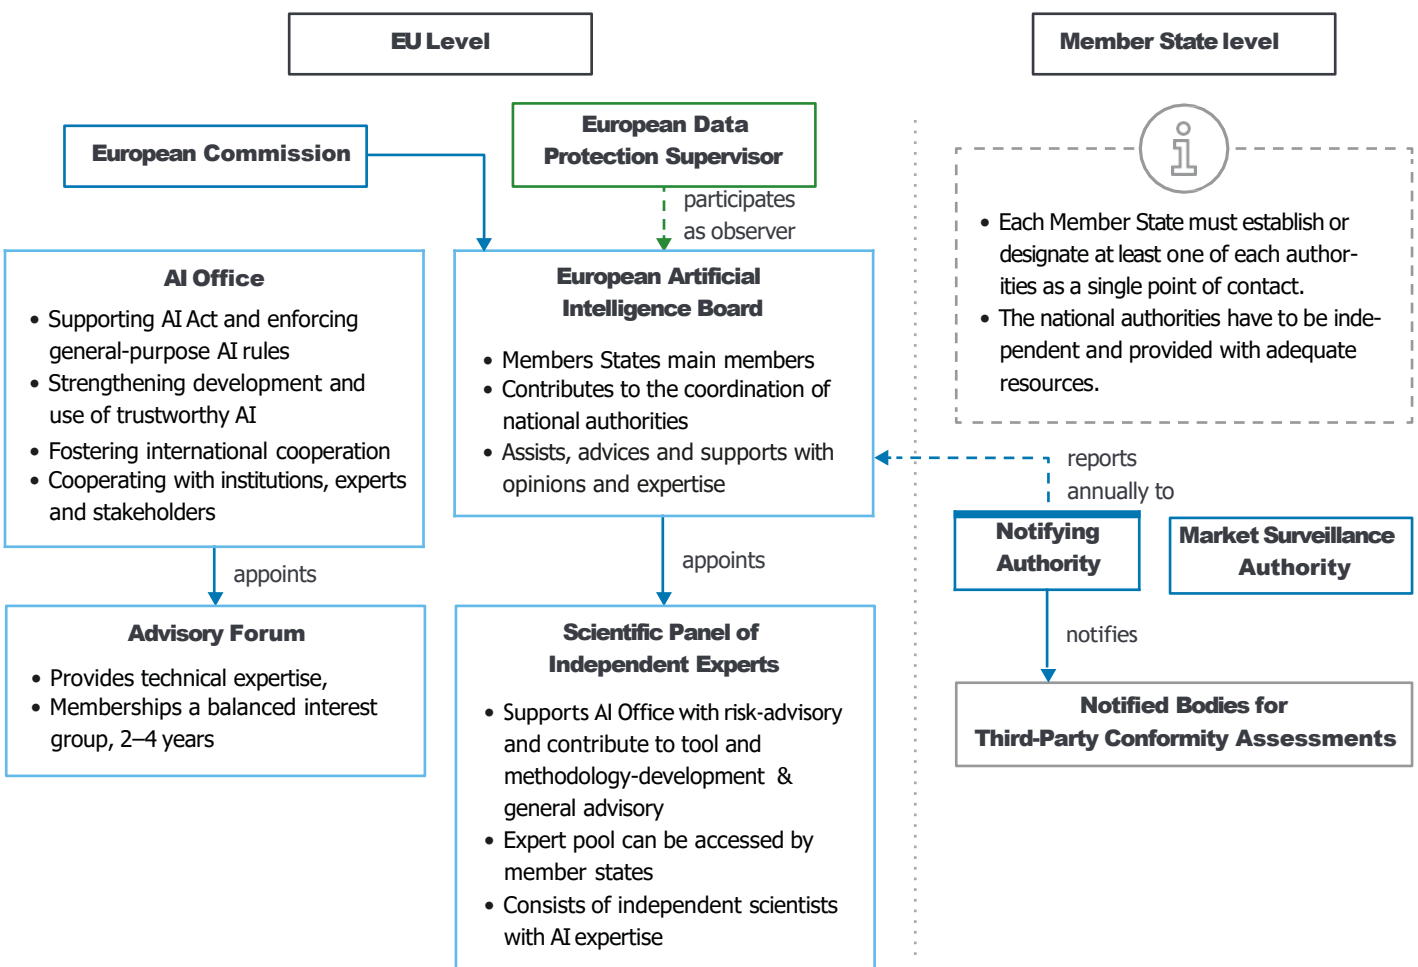 EU Level
Member State level
European Commission
European Data
Protection Supervisor
participates
as observer
AI Office
• Supporting AI Act and enforcing
general-purpose AI rules
• Strengthening development and
use of trustworthy AI
• Fostering international cooperation
• Cooperating with institutions, experts
and stakeholders
European Artificial
Intelligence Board
• Members States main members
• Contributes to the coordination of
national authorities
• Assists, advices and supports with
opinions and expertise
appoints
appoints
Advisory Forum
• Provides technical expertise,
• Memberships a balanced interest
group, 2–4 years
Scientific Panel of
Independent Experts
• Supports AI Office with risk-advisory
and contribute to tool and
methodology-development &
general advisory
• Expert pool can be accessed by
member states
• Consists of independent scientists
with AI expertise
• Each Member State must establish or
designate at least one of each author-
ities as a single point of contact.
• The national authorities have to be inde-
pendent and provided with adequate
resources.
reports
annually to
Notifying
Authority
Market Surveillance
Authority
notifies
Notified Bodies for
Third-Party Conformity Assessments